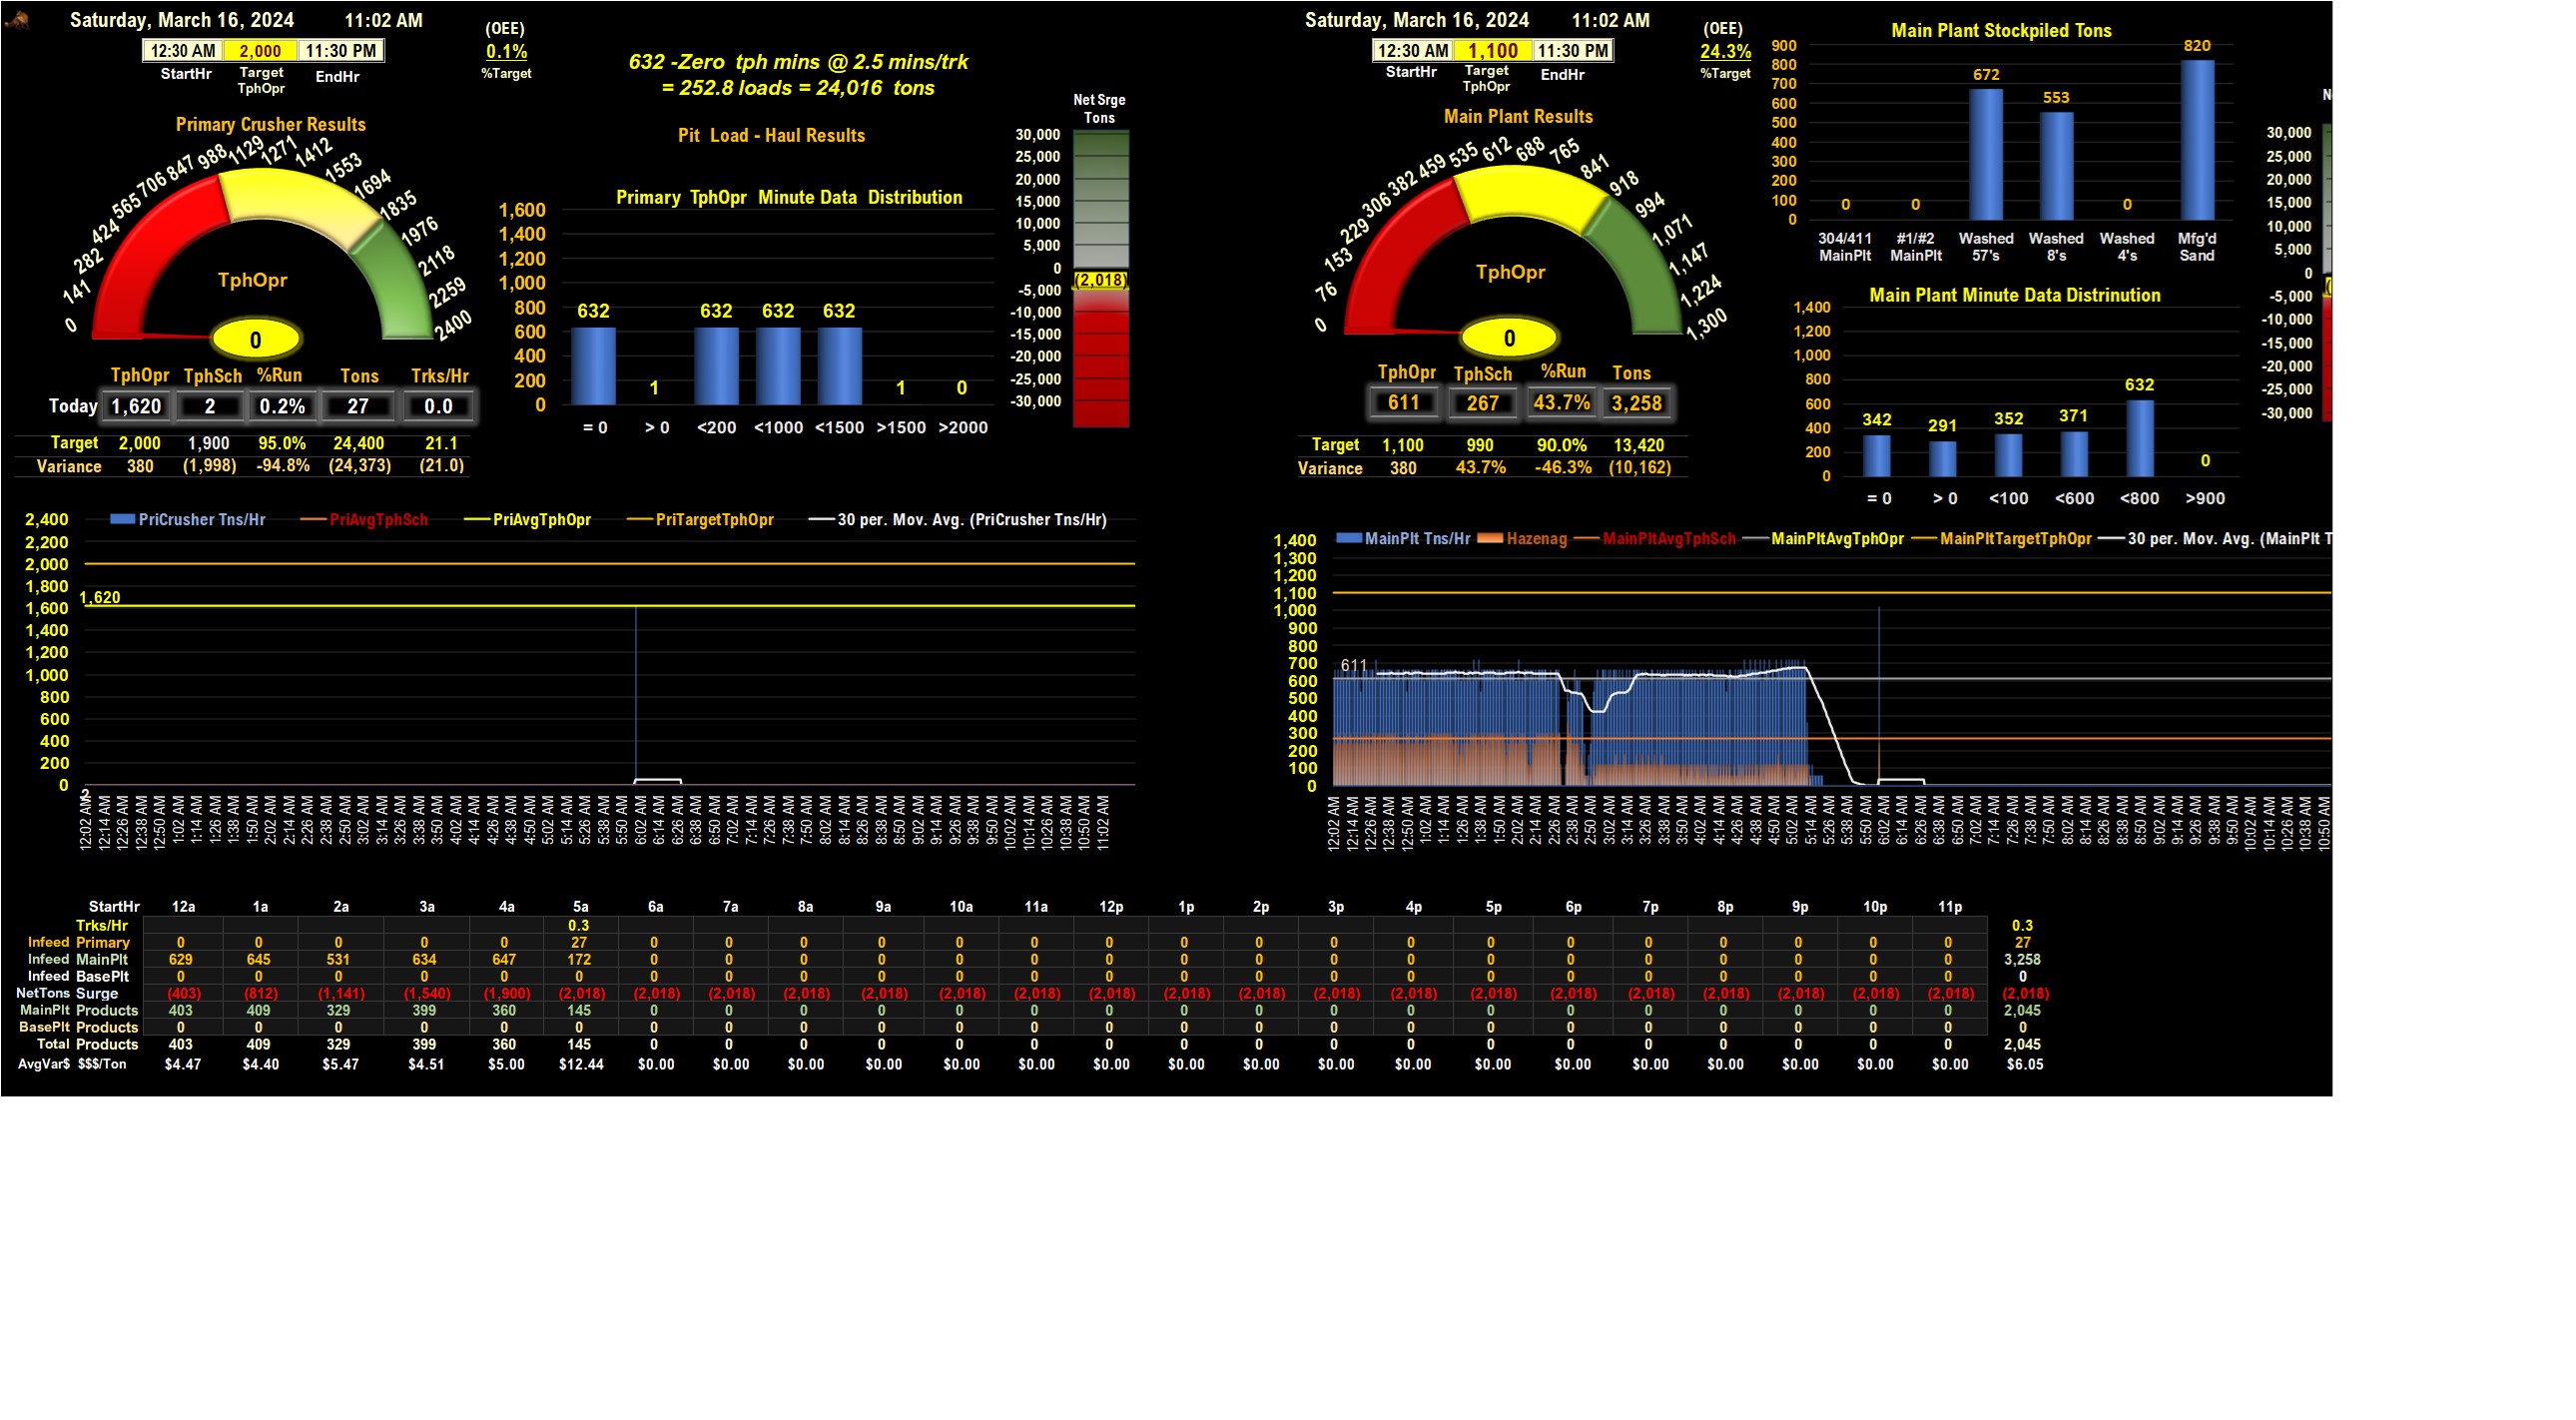 Saturday, March 16, 2024 11:02 AM
12:30 AM 2,000 11:30 PM
StartHr Target TphOpr EndHr
(OEE)
0.1%
%Target
632 -Zero tph mins @ 2.5 mins/trk
= 252.8 loads = 24,016 tons
Primary Crusher Results
0 141 282 424 565 706 847 988 1129 1271 1412 1553 1694 1835 1976 2118 2259 2400
TphOpr
0
TphOpr TphSch %Run Tons Trks/Hr
Today 1,620 2 0.2% 27 0.0
Target 2,000 1,900 95.0% 24,400 21.1
Variance 380 (1,998) -94.8% (24,373) (21.0)
Pit Load - Haul Results
Primary TphOpr Minute Data Distribution
1,600
1,400
1,200
1,000
800
600
400
200
0
632 1 632 632 632 1 0
= 0 > 0 <200 <1000 <1500 >1500 >2000
Net Srge
Tons
30,000
25,000
20,000
15,000
10,000
5,000
0
(2,018)
-5,000
-10,000
-15,000
-20,000
-25,000
-30,000
Saturday, March 16, 2024 11:02 AM
12:30 AM 1,100 11:30 PM
StartHr Target TphOpr EndHr
(OEE)
24.3%
%Target
Main Plant Results
0 76 153 229 306 382 459 535 612 688 765 841 918 994 1,071 1,147 1,224 1,300
TphOpr
0
TphOpr TphSch %Run Tons
611 267 43.7% 3,258
Target 1,100 990 90.0% 13,420
Variance 380 43.7% -46.3% (10,162)
Main Plant Stockpiled Tons
900
800
700
600
500
400
300
200
100
0
0 0 672 553 0 820
304/411 #1/#2 Washed Washed Washed Mfg'd
MainPlt MainPlt 57's 8's 4's Sand
Main Plant Minute Data Distrinution
1,400
1,200
1,000
800
600
400
200
0
342 291 352 371 632 0
= 0 > 0 <100 <600 <800 >900
N
30,000
25,000
20,000
15,000
10,000
5,000
0
-5,000
-10,000
-15,000
-20,000
-25,000
-30,000
PriCrusher Tns/Hr PriAvgTphSch PriAvgTphOpr PriTargetTphOpr 30 per. Mov. Avg. (PriCrusher Tns/Hr)
2,400
2,200
2,000
1,800
1,600
1,400
1,200
1,000
800
600
400
200
0
1,620
2
12:02 AM 12:14 AM 12:26 AM 12:38 AM 12:50 AM 1:02 AM 1:14 AM 1:26 AM 1:38 AM 1:50 AM 2:02 AM 2:14 AM 2:26 AM 2:38 AM 2:50 AM 3:02 AM 3:14 AM 3:26 AM 3:38 AM 3:50 AM 4:02 AM 4:14 AM 4:26 AM 4:38 AM 4:50 AM 5:02 AM 5:14 AM 5:26 AM 5:38 AM 5:50 AM 6:02 AM 6:14 AM 6:26 AM 6:38 AM 6:50 AM 7:02 AM 7:14 AM 7:26 AM 7:38 AM 7:50 AM 8:02 AM 8:14 AM 8:26 AM 8:38 AM 8:50 AM 9:02 AM 9:14 AM 9:26 AM 9:38 AM 9:50 AM 10:02 AM 10:14 AM 10:26 AM 10:38 AM 10:50 AM 11:02 AM
MainPlt Tns/Hr Hazenag MainPltAvgTphSch MainPltAvgTphOpr MainPltTargetTphOpr 30 per. Mov. Avg. (MainPlt T
1,400
1,300
1,200
1,100
1,000
900
800
700
600
500
400
300
200
100
0
611
12:02 AM 12:14 AM 12:26 AM 12:38 AM 12:50 AM 1:02 AM 1:14 AM 1:26 AM 1:38 AM 1:50 AM 2:02 AM 2:14 AM 2:26 AM 2:38 AM 2:50 AM 3:02 AM 3:14 AM 3:26 AM 3:38 AM 3:50 AM 4:02 AM 4:14 AM 4:26 AM 4:38 AM 4:50 AM 5:02 AM 5:14 AM 5:26 AM 5:38 AM 5:50 AM 6:02 AM 6:14 AM 6:26 AM 6:38 AM 6:50 AM 7:02 AM 7:14 AM 7:26 AM 7:38 AM 7:50 AM 8:02 AM 8:14 AM 8:26 AM 8:38 AM 8:50 AM 9:02 AM 9:14 AM 9:26 AM 9:38 AM 9:50 AM 10:02 AM 10:14 AM 10:26 AM 10:38 AM 10:50 AM
StartHr 12a 1a 2a 3a 4a 5a 6a 7a 8a 9a 10a 11a 12p 1p 2p 3p 4p 5p 6p 7p 8p 9p 10p 11p
Trks/Hr 0.3 0.3
Infeed Primary 0 0 0 0 0 27 0 0 0 0 0 0 0 0 0 0 0 0 0 0 0 0 0 0 27
Infeed MainPlt 629 645 531 634 647 172 0 0 0 0 0 0 0 0 0 0 0 0 0 0 0 0 0 0 3,258
Infeed BasePlt 0 0 0 0 0 0 0 0 0 0 0 0 0 0 0 0 0 0 0 0 0 0 0 0 0
NetTons Surge (403) (812) (1,141) (1,540) (1,900) (2,018) (2,018) (2,018) (2,018) (2,018) (2,018) (2,018) (2,018) (2,018) (2,018) (2,018) (2,018) (2,018) (2,018) (2,018) (2,018) (2,018) (2,018) (2,018) (2,018)
MainPlt Products 403 409 329 399 360 145 0 0 0 0 0 0 0 0 0 0 0 0 0 0 0 0 0 0 2,045
BasePlt Products 0 0 0 0 0 0 0 0 0 0 0 0 0 0 0 0 0 0 0 0 0 0 0 0 0
Total Products 403 409 329 399 360 145 0 0 0 0 0 0 0 0 0 0 0 0 0 0 0 0 0 0 2,045
AvgVar$ $$$/Ton $4.47 $4.40 $5.47 $4.51 $5.00 $12.44 $0.00 $0.00 $0.00 $0.00 $0.00 $0.00 $0.00 $0.00 $0.00 $0.00 $0.00 $0.00 $0.00 $0.00 $0.00 $0.00 $0.00 $0.00 $6.05